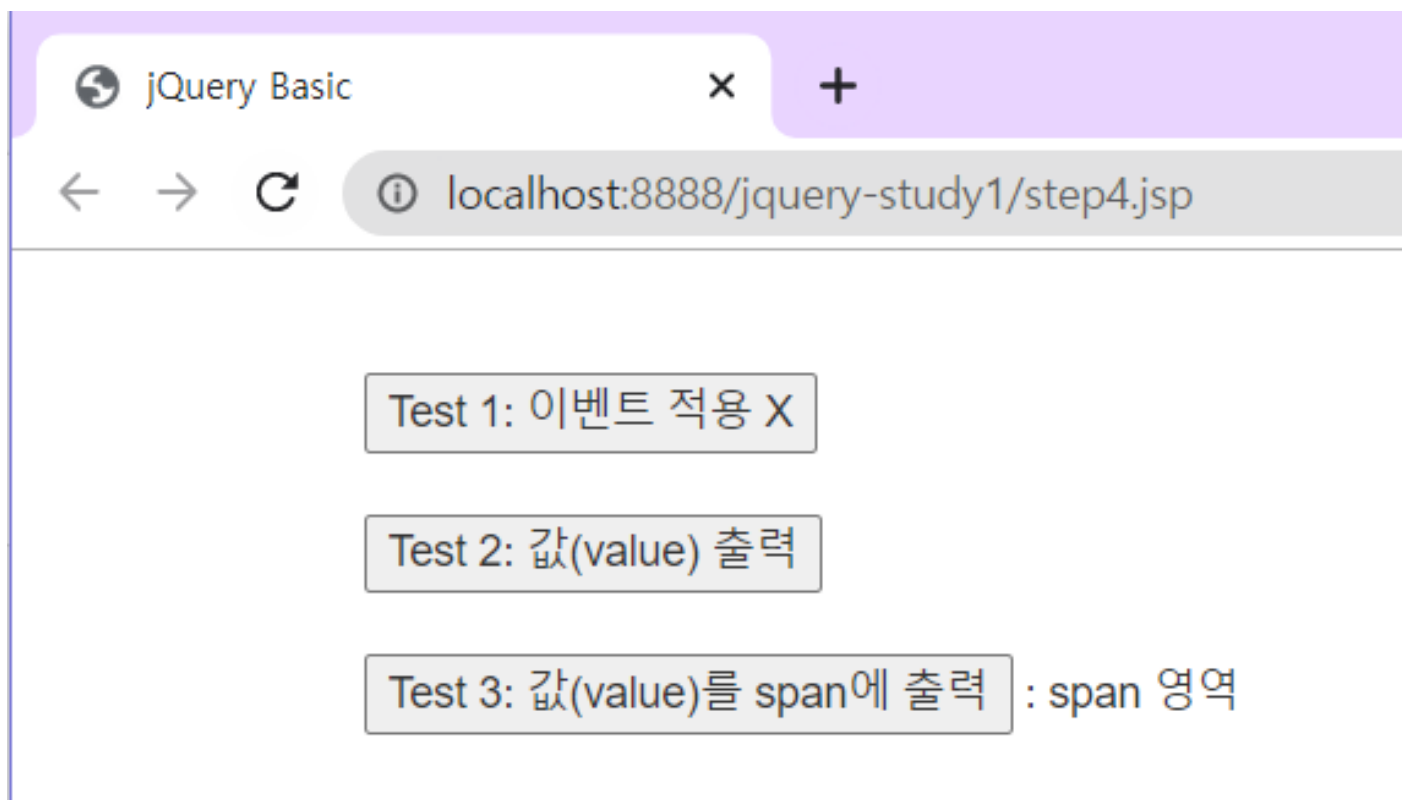 jQuery Basic
localhost:8888/jquery-study1/step4.jsp
Test 1: 이벤트 적용 X
Test 2: 값(value) 출력
Test 3: 값(value)를 span에 출력 : span 영역